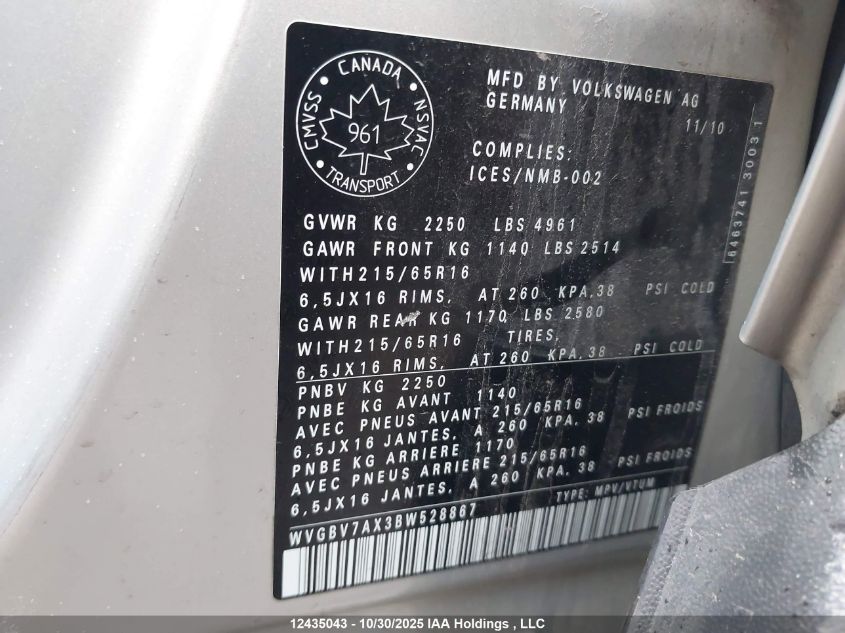 CMVSS CANADA NSVAC
961
TRANSPORT
MFD BY VOLKSWAGEN AG
GERMANY
11/10
COMPLIES:
ICES/NMB-002
6463741 30031
GVWR KG 2250 LBS 4961
GAWR FRONT KG 1140 LBS 2514
WITH215/65R16
6,5JX16 RIMS, AT 260 KPA,38 PSI COLD
GAWR REAR KG 1170 LBS 2580
WITH215/65R16 TIRES,
6,5JX16 RIMS, AT 260 KPA,38 PSI COLD
PNBV KG 2250
PNBE KG AVANT 1140
AVEC PNEUS AVANT 215/65R16
6,5JX16 JANTES, A 260 KPA, 38 PSI FROIDS
PNBE KG ARRIERE 1170
AVEC PNEUS ARRIERE 215/65R16
6,5JX16 JANTES, A 260 KPA, 38 PSI FROIDS
TYPE: MPV/VTUM
WVGBV7AX3BW528867
12435043 - 10/30/2025 IAA Holdings , LLC